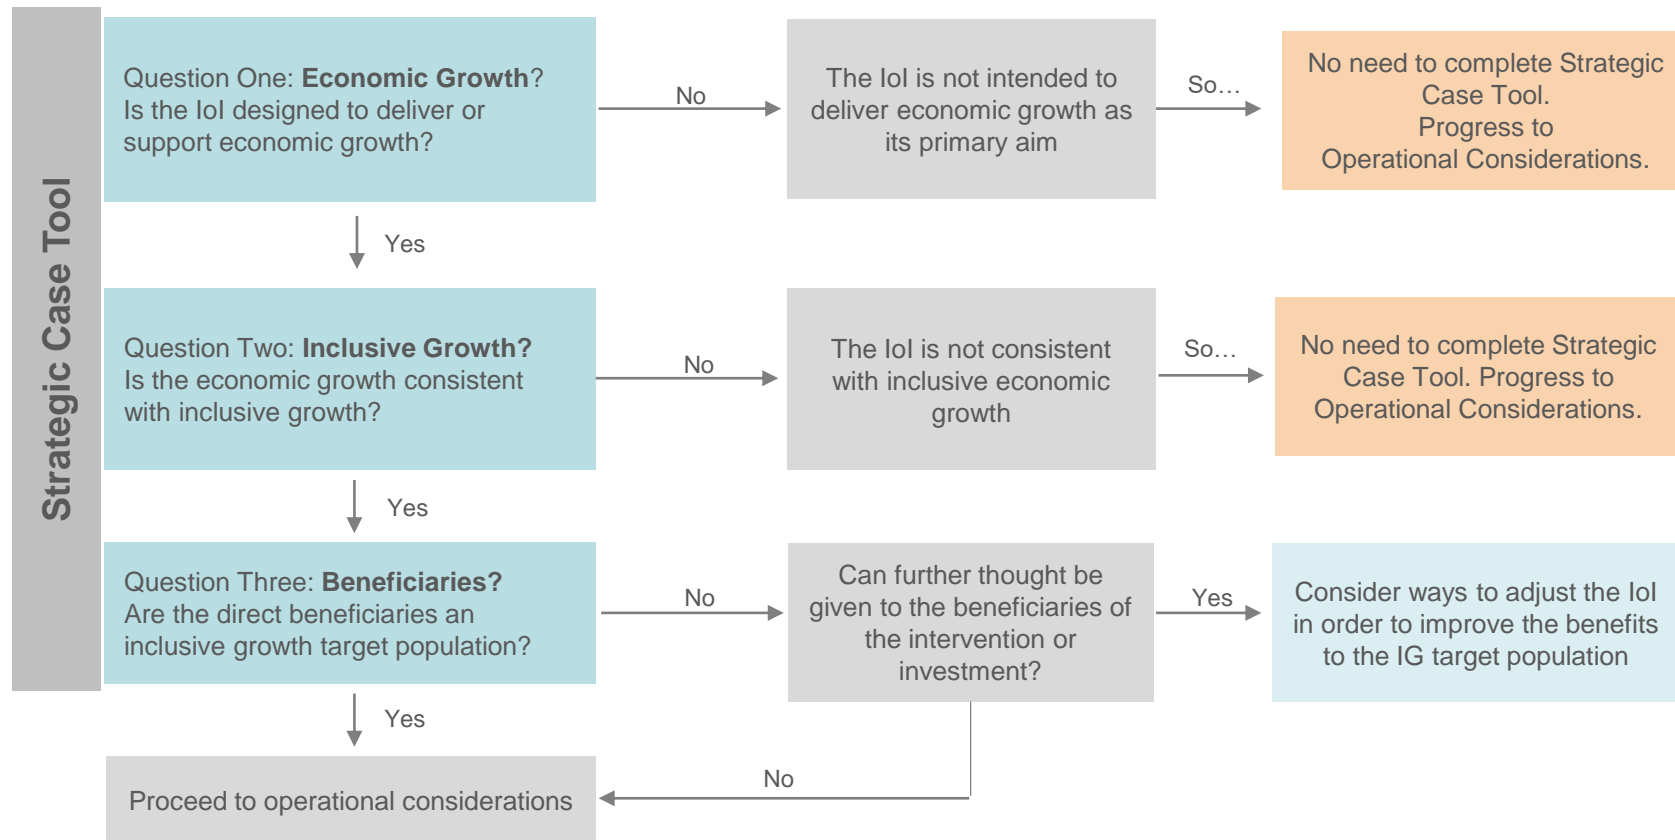 Strategic Case Tool
Question One: Economic Growth?
Is the IoI designed to deliver or
support economic growth?
No
The IoI is not intended to
deliver economic growth as
its primary aim
So…
No need to complete Strategic
Case Tool.
Progress to
Operational Considerations.
Yes
Question Two: Inclusive Growth?
Is the economic growth consistent
with inclusive growth?
No
The IoI is not consistent
with inclusive economic
growth
So…
No need to complete Strategic
Case Tool. Progress to
Operational Considerations.
Yes
Question Three: Beneficiaries?
Are the direct beneficiaries an
inclusive growth target population?
No
Can further thought be
given to the beneficiaries of
the intervention or
investment?
Yes
Consider ways to adjust the IoI
in order to improve the benefits
to the IG target population
Yes
No
Proceed to operational considerations